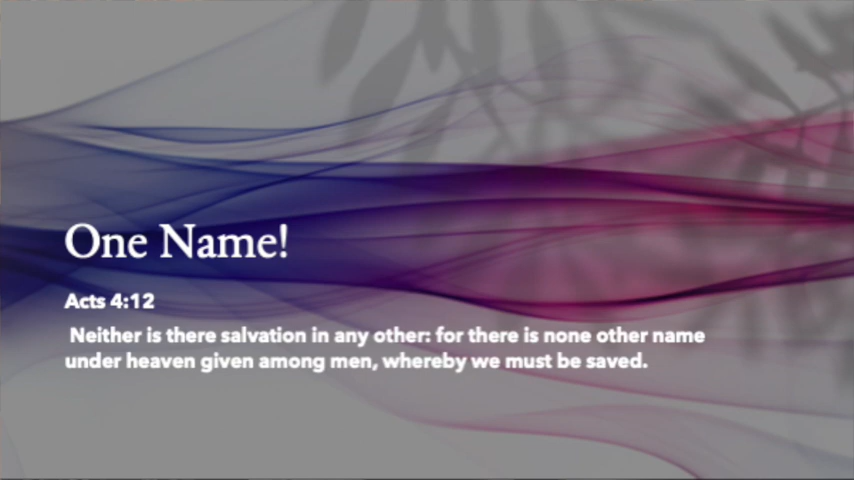 One Name!
Acts 4:12
Neither is there salvation in any other: for there is none other name
under heaven given among men, whereby we must be saved.